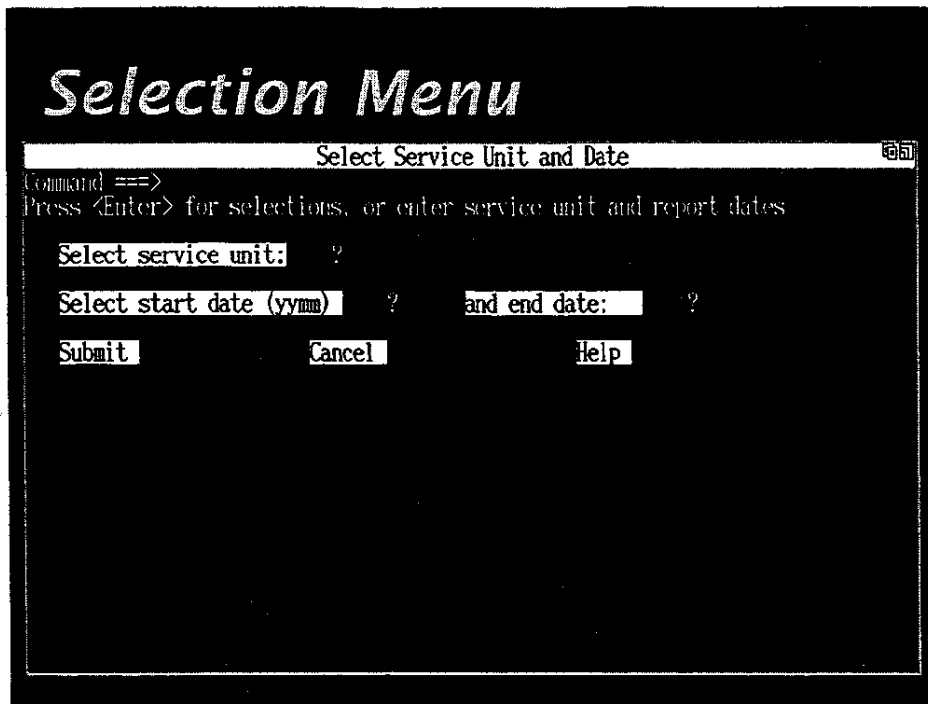 Selection Menu
Select Service Unit and Date
Command ===>
Press <Enter> for selections, or enter service unit and report dates
Select service unit: ?
Select start date (yymm) ? and end date: ?
Submit Cancel Help